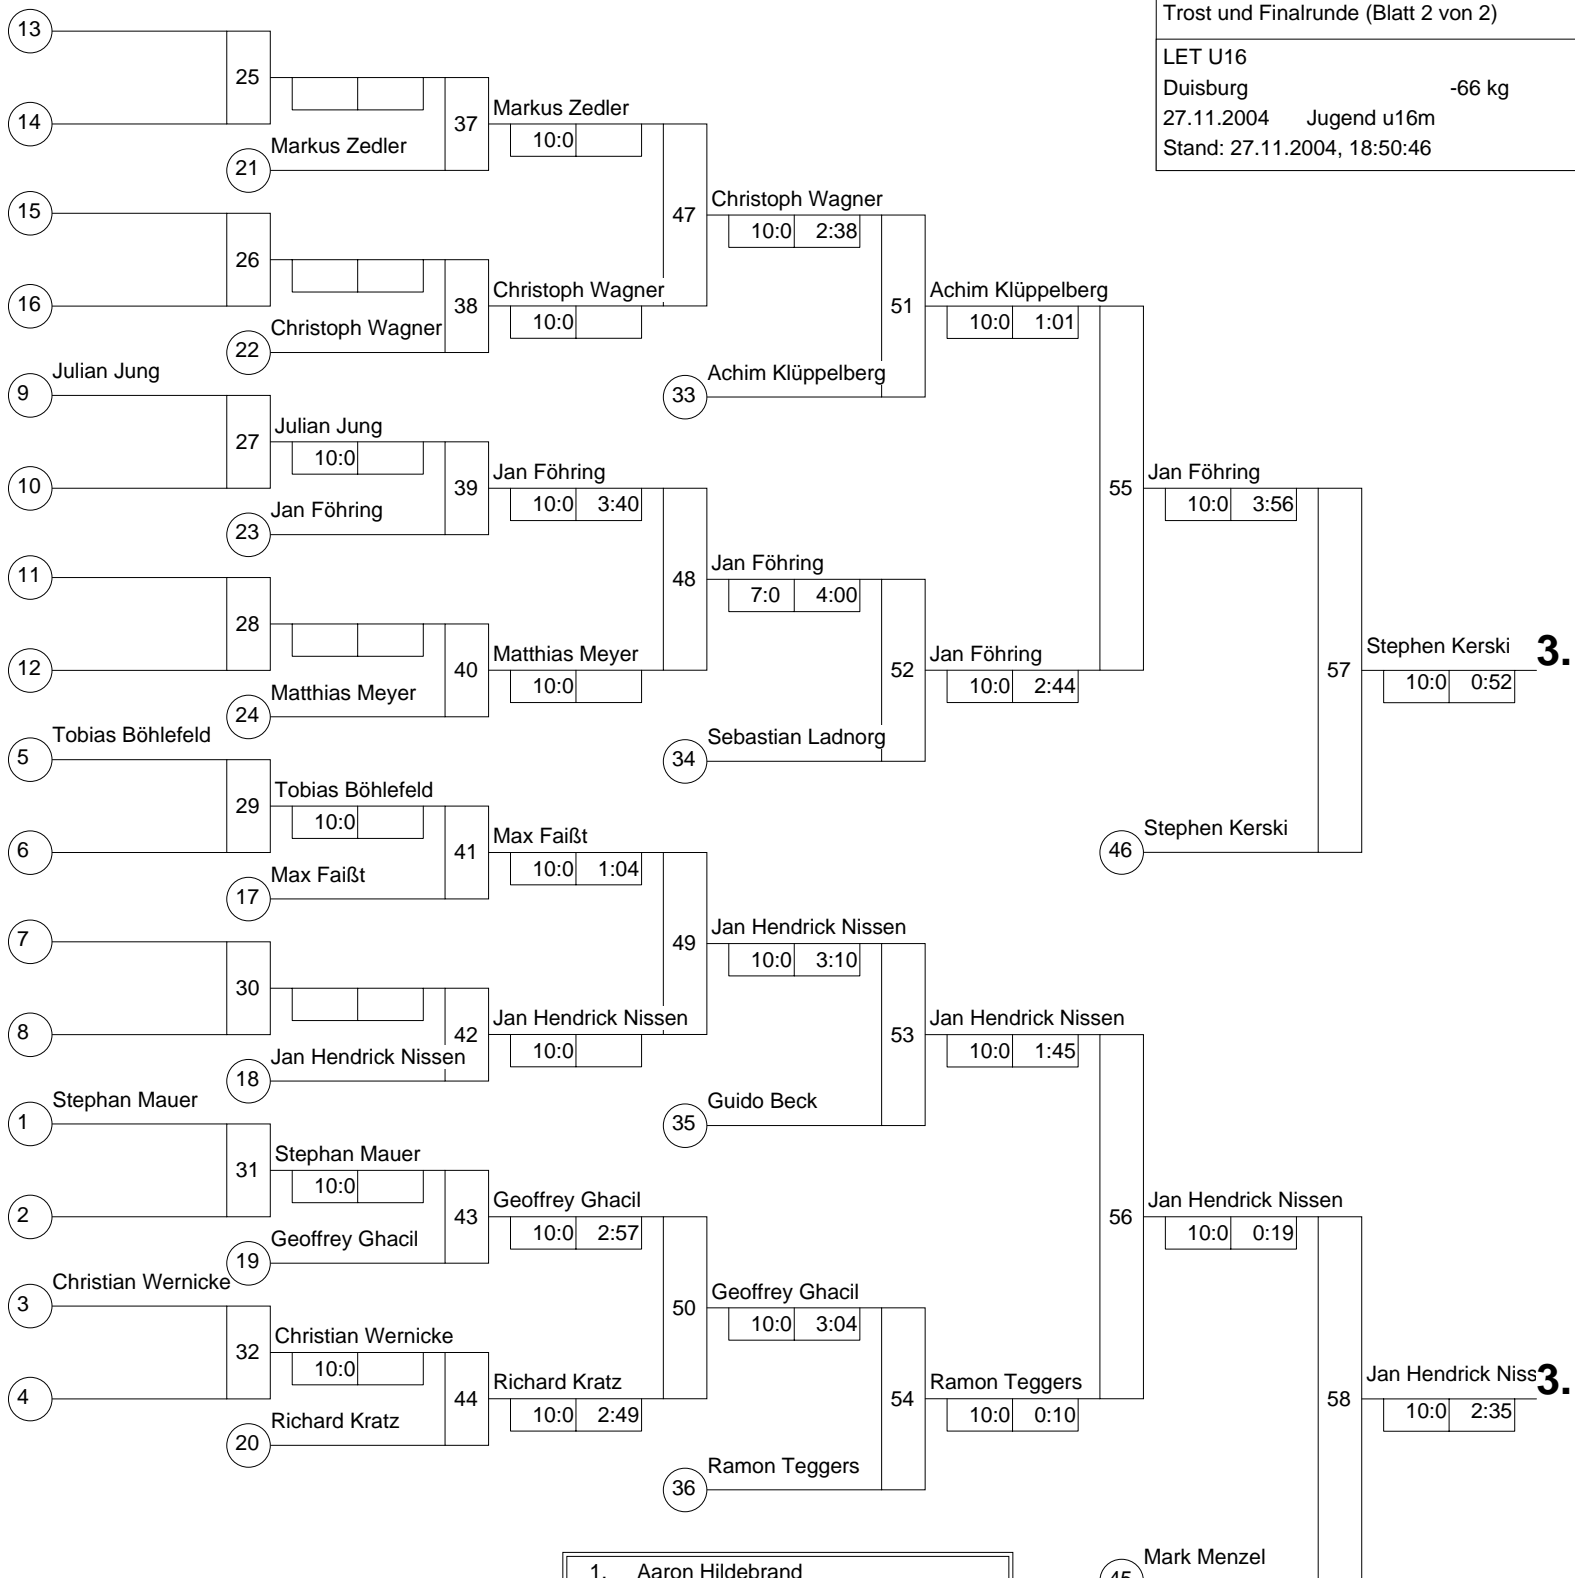 Trost und Finalrunde (Blatt 2 von 2)
LET U16
Duisburg -66 kg
27.11.2004 Jugend u16m
Stand: 27.11.2004, 18:50:46
13
25
14
37
Markus Zedler
10:0
21
Markus Zedler
15
47
Christoph Wagner
10:0 2:38
26
16
38
Christoph Wagner
10:0
22
Christoph Wagner
51
Achim Klüppelberg
10:0 1:01
9
Julian Jung
33
Achim Klüppelberg
27
Julian Jung
10:0
10
39
Jan Föhring
10:0 3:40
23
Jan Föhring
55
Jan Föhring
10:0 3:56
11
48
Jan Föhring
7:0 4:00
28
12
40
Matthias Meyer
10:0
24
Matthias Meyer
52
Jan Föhring
10:0 2:44
57
Stephen Kerski
3.
10:0 0:52
5
Tobias Böhlefeld
34
Sebastian Ladnorg
29
Tobias Böhlefeld
10:0
6
41
Max Faißt
10:0 1:04
46
Stephen Kerski
17
Max Faißt
7
49
Jan Hendrick Nissen
10:0 3:10
30
8
42
Jan Hendrick Nissen
10:0
18
Jan Hendrick Nissen
53
Jan Hendrick Nissen
10:0 1:45
1
Stephan Mauer
35
Guido Beck
31
Stephan Mauer
10:0
2
43
Geoffrey Ghacil
10:0 2:57
19
Geoffrey Ghacil
56
Jan Hendrick Nissen
10:0 0:19
3
Christian Wernicke
50
Geoffrey Ghacil
10:0 3:04
32
Christian Wernicke
10:0
4
44
Richard Kratz
10:0 2:49
20
Richard Kratz
54
Ramon Teggers
10:0 0:10
58
Jan Hendrick Niss
3.
10:0 2:35
36
Ramon Teggers
1. Aaron Hildebrand
45
Mark Menzel